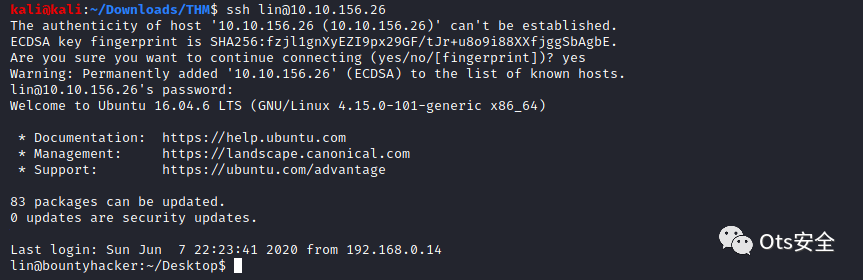 kali@kali:~/Downloads/THM$ ssh lin@10.10.156.26
The authenticity of host '10.10.156.26 (10.10.156.26)' can't be established.
ECDSA key fingerprint is SHA256:fzjl1gnXyEZI9px29GF/tJr+u8o9i88XXfjggSbAgbE.
Are you sure you want to continue connecting (yes/no/[fingerprint])? yes
Warning: Permanently added '10.10.156.26' (ECDSA) to the list of known hosts.
lin@10.10.156.26's password:
Welcome to Ubuntu 16.04.6 LTS (GNU/Linux 4.15.0-101-generic x86_64)

 * Documentation:  https://help.ubuntu.com
 * Management:     https://landscape.canonical.com
 * Support:        https://ubuntu.com/advantage

83 packages can be updated.
0 updates are security updates.

Last login: Sun Jun  7 22:23:41 2020 from 192.168.0.14
lin@bountyhacker:~/Desktop$
Ots安全